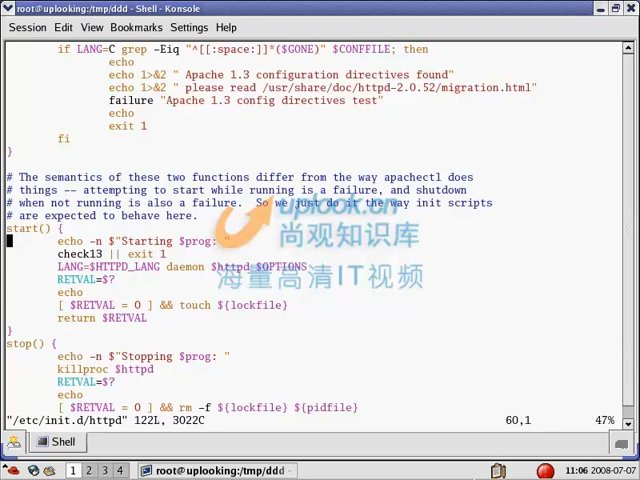 root@uplooking:/tmp/ddd - Shell - Konsole
Session Edit View Bookmarks Settings Help
if LANG=C grep -Eiq "^[[:space:]]*($GONE)" $CONFFILE; then
echo
echo 1>&2 " Apache 1.3 configuration directives found"
echo 1>&2 " please read /usr/share/doc/httpd-2.0.52/migration.html"
failure "Apache 1.3 config directives test"
echo
exit 1
fi
}
# The semantics of these two functions differ from the way apachectl does
# things -- attempting to start while running is a failure, and shutdown
# when not running is also a failure.  So we just do it the way init scripts
# are expected to behave here.
start() {
echo -n $"Starting $prog: "
check13 || exit 1
LANG=$HTTPD_LANG daemon $httpd $OPTIONS
RETVAL=$?
echo
[ $RETVAL = 0 ] && touch ${lockfile}
return $RETVAL
}
stop() {
echo -n $"Stopping $prog: "
killproc $httpd
RETVAL=$?
echo
[ $RETVAL = 0 ] && rm -f ${lockfile} ${pidfile}
"/etc/init.d/httpd" 122L, 3022C 60,1 47%
uplook.cn
尚观知识库
海量高清IT视频
Shell
1 2 3 4 root@uplooking:/tmp/ddd - 11:06 2008-07-07